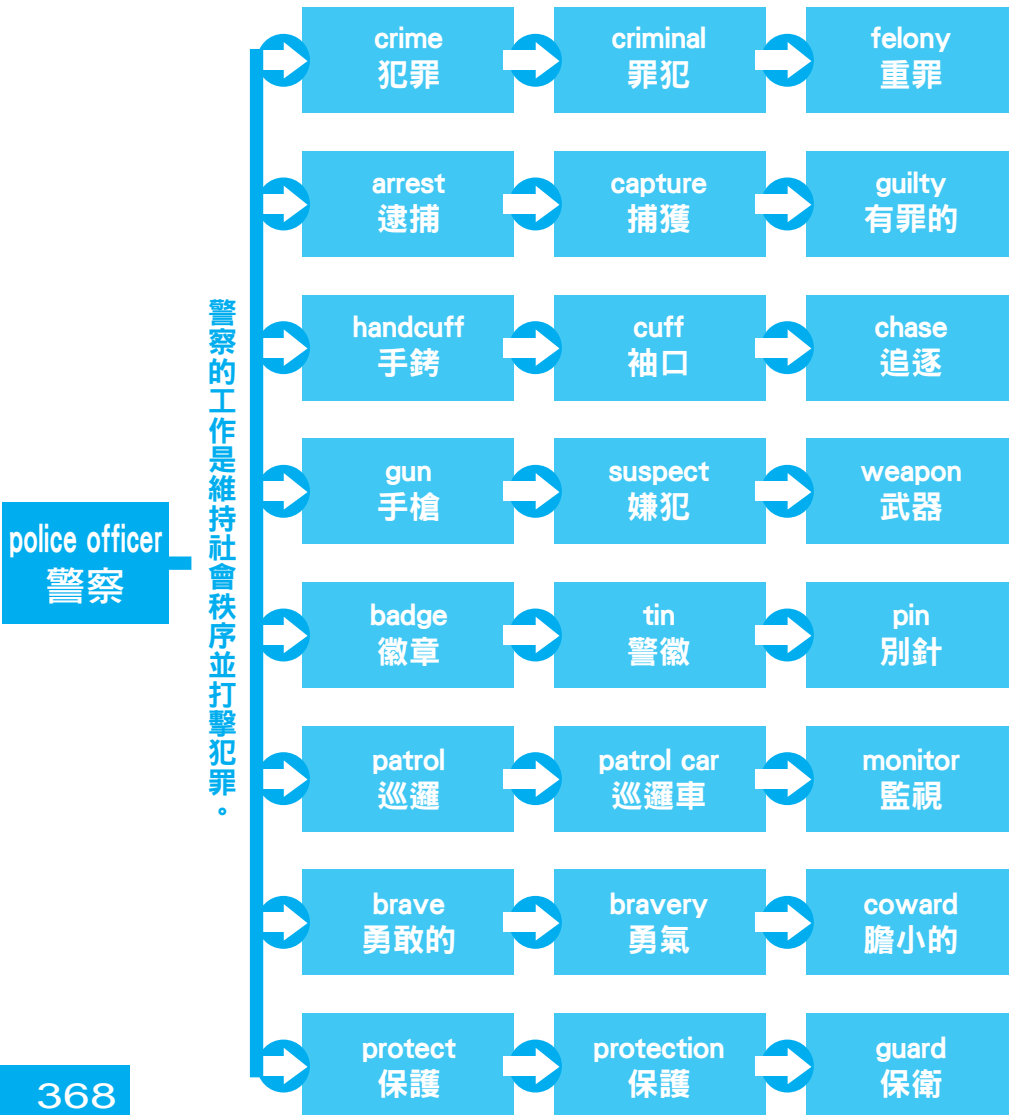 police officer
警察
警察的工作是維持社會秩序並打擊犯罪。
crime
犯罪
criminal
罪犯
felony
重罪
arrest
逮捕
capture
捕獲
guilty
有罪的
handcuff
手銬
cuff
袖口
chase
追逐
gun
手槍
suspect
嫌犯
weapon
武器
badge
徽章
tin
警徽
pin
別針
patrol
巡邏
patrol car
巡邏車
monitor
監視
brave
勇敢的
bravery
勇氣
coward
膽小的
protect
保護
protection
保護
guard
保衛
368